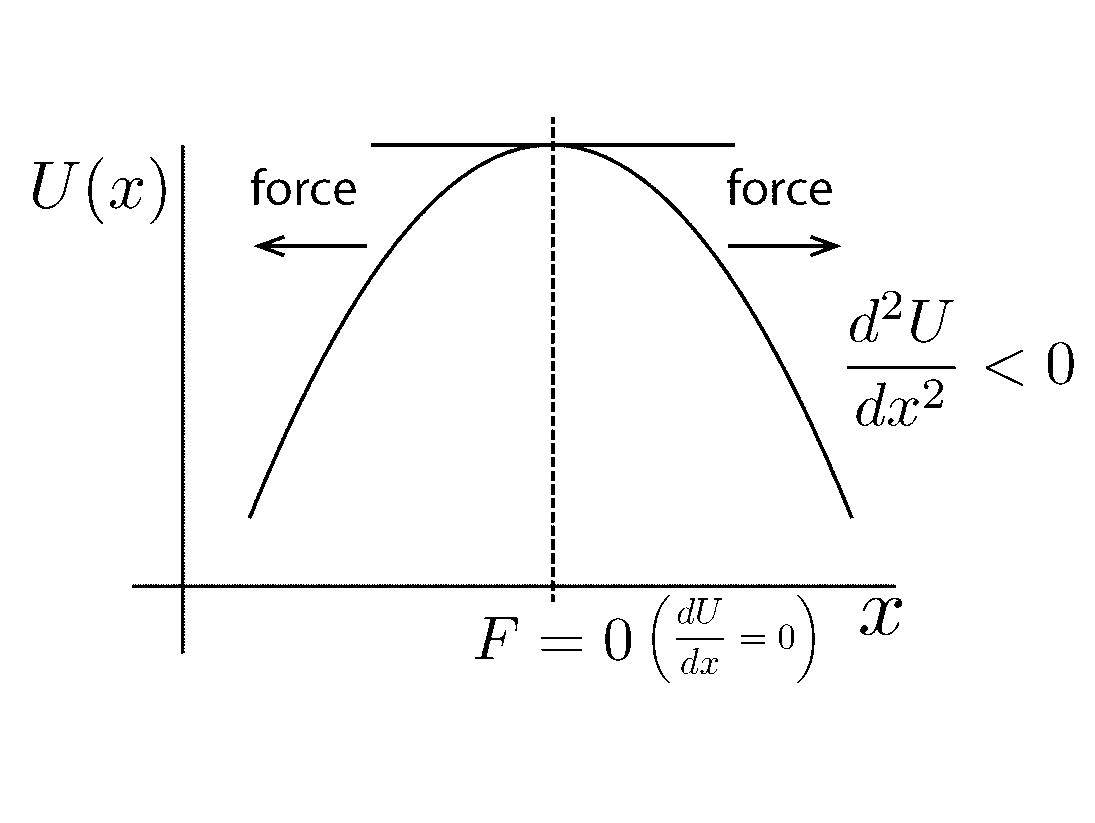 U(x)
force
force
d²U/dx² < 0
F = 0 (dU/dx = 0)
x